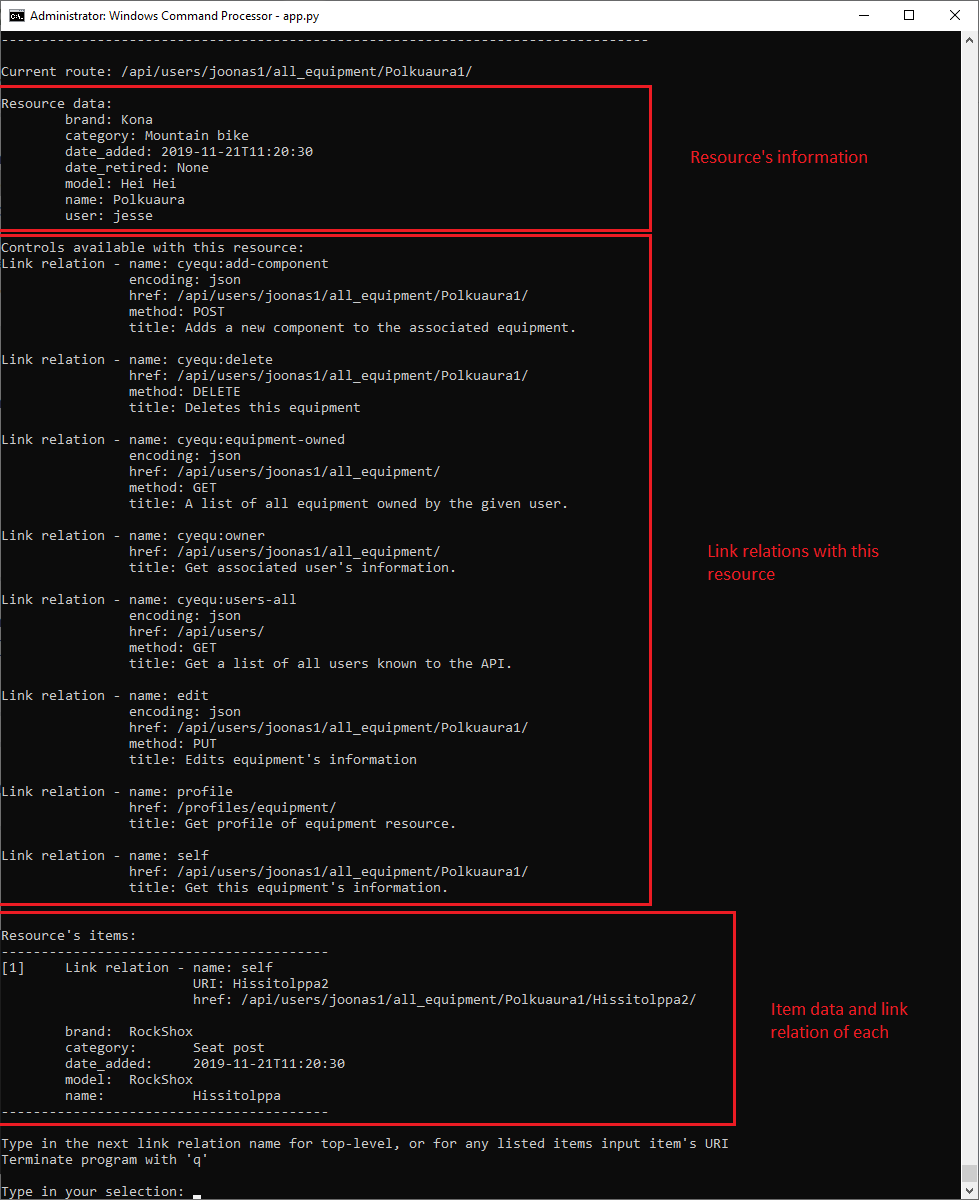 Administrator: Windows Command Processor - app.py
---------------------------------------------------------------------------------
Current route: /api/users/joonas1/all_equipment/Polkuaura1/
Resource data:
brand: Kona
category: Mountain bike
date_added: 2019-11-21T11:20:30
date_retired: None
model: Hei Hei
name: Polkuaura
user: jesse
Resource's information
Controls available with this resource:
Link relation - name: cyequ:add-component
encoding: json
href: /api/users/joonas1/all_equipment/Polkuaura1/
method: POST
title: Adds a new component to the associated equipment.
Link relation - name: cyequ:delete
href: /api/users/joonas1/all_equipment/Polkuaura1/
method: DELETE
title: Deletes this equipment
Link relation - name: cyequ:equipment-owned
encoding: json
href: /api/users/joonas1/all_equipment/
method: GET
title: A list of all equipment owned by the given user.
Link relation - name: cyequ:owner
href: /api/users/joonas1/all_equipment/
title: Get associated user's information.
Link relation - name: cyequ:users-all
encoding: json
href: /api/users/
method: GET
title: Get a list of all users known to the API.
Link relation - name: edit
encoding: json
href: /api/users/joonas1/all_equipment/Polkuaura1/
method: PUT
title: Edits equipment's information
Link relation - name: profile
href: /profiles/equipment/
title: Get profile of equipment resource.
Link relation - name: self
href: /api/users/joonas1/all_equipment/Polkuaura1/
title: Get this equipment's information.
Link relations with this
resource
Resource's items:
-----------------------------------------
[1] Link relation - name: self
URI: Hissitolppa2
href: /api/users/joonas1/all_equipment/Polkuaura1/Hissitolppa2/
brand: RockShox
category: Seat post
date_added: 2019-11-21T11:20:30
model: RockShox
name: Hissitolppa
-----------------------------------------
Item data and link
relation of each
Type in the next link relation name for top-level, or for any listed items input item's URI
Terminate program with 'q'
Type in your selection: _